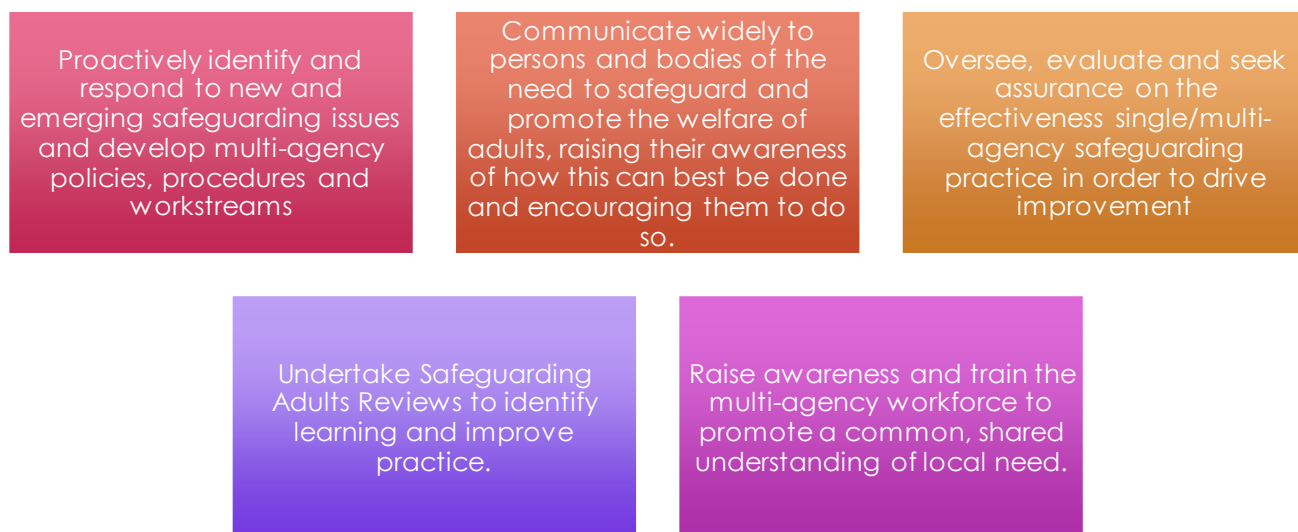 Proactively identify and
respond to new and
emerging safeguarding issues
and develop multi-agency
policies, procedures and
workstreams
Communicate widely to
persons and bodies of the
need to safeguard and
promote the welfare of
adults, raising their awareness
of how this can best be done
and encouraging them to do
so.
Oversee, evaluate and seek
assurance on the
effectiveness single/multi-
agency safeguarding
practice in order to drive
improvement
Undertake Safeguarding
Adults Reviews to identify
learning and improve
practice.
Raise awareness and train the
multi-agency workforce to
promote a common, shared
understanding of local need.